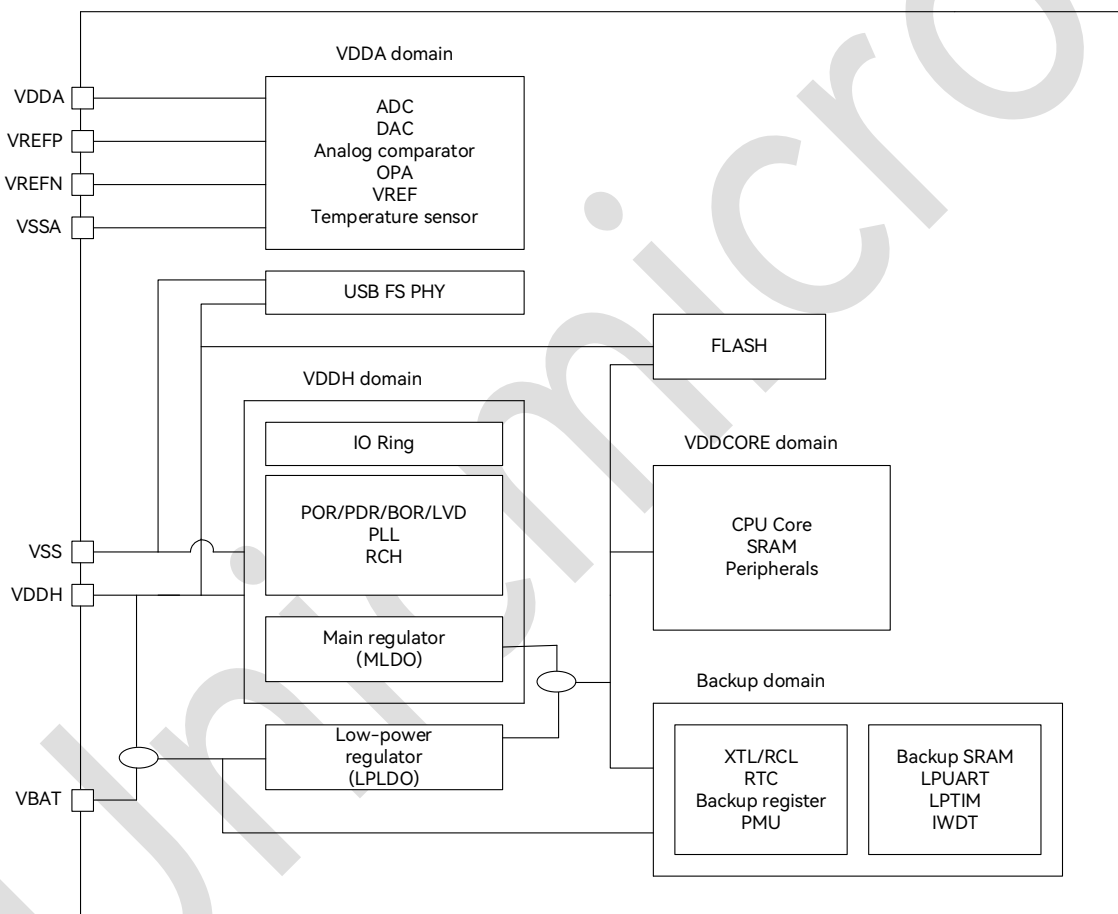 VDDA domain
VDDA
VREFP
VREFN
VSSA
ADC
DAC
Analog comparator
OPA
VREF
Temperature sensor
USB FS PHY
FLASH
VDDH domain
IO Ring
POR/PDR/BOR/LVD
PLL
RCH
VSS
VDDH
Main regulator
(MLDO)
Low-power
regulator
(LPLDO)
VBAT
VDDCORE domain
CPU Core
SRAM
Peripherals
Backup domain
XTL/RCL
RTC
Backup register
PMU
Backup SRAM
LPUART
LPTIM
IWDT
Unicmicro